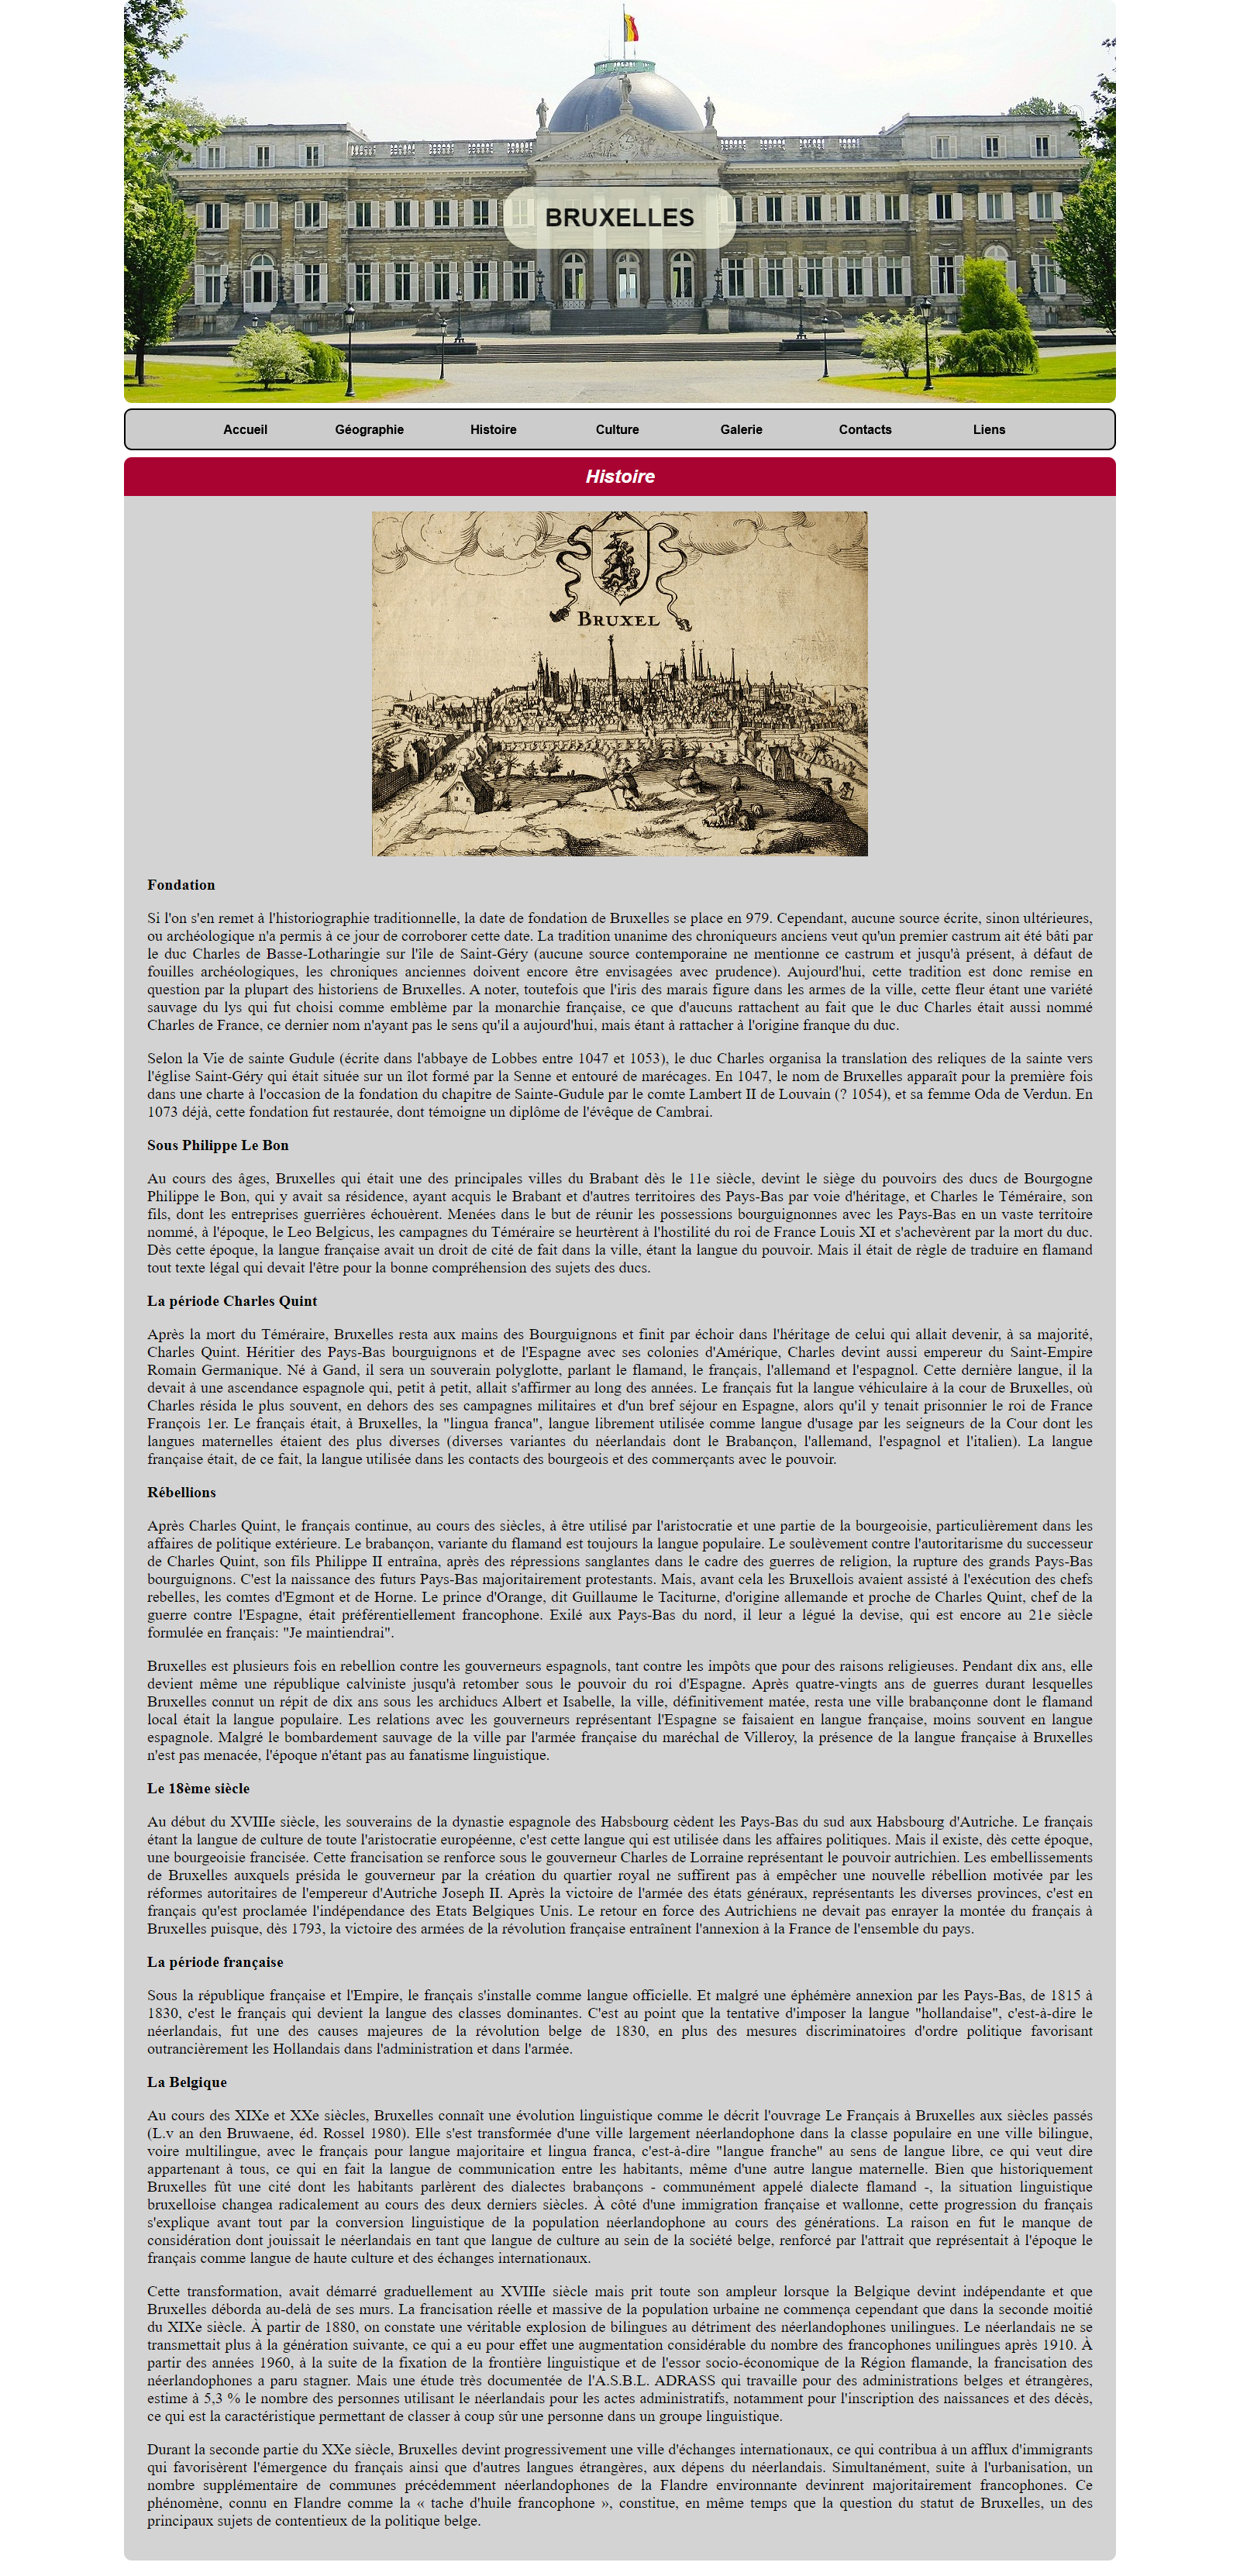 BRUXELLES
Accueil Géographie Histoire Culture Galerie Contacts Liens
Histoire
BRUXEL
Fondation
Si l'on s'en remet à l'historiographie traditionnelle, la date de fondation de Bruxelles se place en 979. Cependant, aucune source écrite, sinon ultérieures,
ou archéologique n'a permis à ce jour de corroborer cette date. La tradition unanime des chroniqueurs anciens veut qu'un premier castrum ait été bâti par
le duc Charles de Basse-Lotharingie sur l'île de Saint-Géry (aucune source contemporaine ne mentionne ce castrum et jusqu'à présent, à défaut de
fouilles archéologiques, les chroniques anciennes doivent encore être envisagées avec prudence). Aujourd'hui, cette tradition est donc remise en
question par la plupart des historiens de Bruxelles. A noter, toutefois que l'iris des marais figure dans les armes de la ville, cette fleur étant une variété
sauvage du lys qui fut choisi comme emblème par la monarchie française, ce que d'aucuns rattachent au fait que le duc Charles était aussi nommé
Charles de France, ce dernier nom n'ayant pas le sens qu'il a aujourd'hui, mais étant à rattacher à l'origine franque du duc.
Selon la Vie de sainte Gudule (écrite dans l'abbaye de Lobbes entre 1047 et 1053), le duc Charles organisa la translation des reliques de la sainte vers
l'église Saint-Géry qui était située sur un îlot formé par la Senne et entouré de marécages. En 1047, le nom de Bruxelles apparaît pour la première fois
dans une charte à l'occasion de la fondation du chapitre de Sainte-Gudule par le comte Lambert II de Louvain (? 1054), et sa femme Oda de Verdun. En
1073 déjà, cette fondation fut restaurée, dont témoigne un diplôme de l'évêque de Cambrai.
Sous Philippe Le Bon
Au cours des âges, Bruxelles qui était une des principales villes du Brabant dès le 11e siècle, devint le siège du pouvoirs des ducs de Bourgogne
Philippe le Bon, qui y avait sa résidence, ayant acquis le Brabant et d'autres territoires des Pays-Bas par voie d'héritage, et Charles le Téméraire, son
fils, dont les entreprises guerrières échouèrent. Menées dans le but de réunir les possessions bourguignonnes avec les Pays-Bas en un vaste territoire
nommé, à l'époque, le Leo Belgicus, les campagnes du Téméraire se heurtèrent à l'hostilité du roi de France Louis XI et s'achevèrent par la mort du duc.
Dès cette époque, la langue française avait un droit de cité de fait dans la ville, étant la langue du pouvoir. Mais il était de règle de traduire en flamand
tout texte légal qui devait l'être pour la bonne compréhension des sujets des ducs.
La période Charles Quint
Après la mort du Téméraire, Bruxelles resta aux mains des Bourguignons et finit par échoir dans l'héritage de celui qui allait devenir, à sa majorité,
Charles Quint. Héritier des Pays-Bas bourguignons et de l'Espagne avec ses colonies d'Amérique, Charles devint aussi empereur du Saint-Empire
Romain Germanique. Né à Gand, il sera un souverain polyglotte, parlant le flamand, le français, l'allemand et l'espagnol. Cette dernière langue, il la
devait à une ascendance espagnole qui, petit à petit, allait s'affirmer au long des années. Le français fut la langue véhiculaire à la cour de Bruxelles, où
Charles résida le plus souvent, en dehors des ses campagnes militaires et d'un bref séjour en Espagne, alors qu'il y tenait prisonnier le roi de France
François 1er. Le français était, à Bruxelles, la "lingua franca", langue librement utilisée comme langue d'usage par les seigneurs de la Cour dont les
langues maternelles étaient des plus diverses (diverses variantes du néerlandais dont le Brabançon, l'allemand, l'espagnol et l'italien). La langue
française était, de ce fait, la langue utilisée dans les contacts des bourgeois et des commerçants avec le pouvoir.
Rébellions
Après Charles Quint, le français continue, au cours des siècles, à être utilisé par l'aristocratie et une partie de la bourgeoisie, particulièrement dans les
affaires de politique extérieure. Le brabançon, variante du flamand est toujours la langue populaire. Le soulèvement contre l'autoritarisme du successeur
de Charles Quint, son fils Philippe II entraîna, après des répressions sanglantes dans le cadre des guerres de religion, la rupture des grands Pays-Bas
bourguignons. C'est la naissance des futurs Pays-Bas majoritairement protestants. Mais, avant cela les Bruxellois avaient assisté à l'exécution des chefs
rebelles, les comtes d'Egmont et de Horne. Le prince d'Orange, dit Guillaume le Taciturne, d'origine allemande et proche de Charles Quint, chef de la
guerre contre l'Espagne, était préférentiellement francophone. Exilé aux Pays-Bas du nord, il leur a légué la devise, qui est encore au 21e siècle
formulée en français: "Je maintiendrai".
Bruxelles est plusieurs fois en rebellion contre les gouverneurs espagnols, tant contre les impôts que pour des raisons religieuses. Pendant dix ans, elle
devient même une république calviniste jusqu'à retomber sous le pouvoir du roi d'Espagne. Après quatre-vingts ans de guerres durant lesquelles
Bruxelles connut un répit de dix ans sous les archiducs Albert et Isabelle, la ville, définitivement matée, resta une ville brabançonne dont le flamand
local était la langue populaire. Les relations avec les gouverneurs représentant l'Espagne se faisaient en langue française, moins souvent en langue
espagnole. Malgré le bombardement sauvage de la ville par l'armée française du maréchal de Villeroy, la présence de la langue française à Bruxelles
n'est pas menacée, l'époque n'étant pas au fanatisme linguistique.
Le 18ème siècle
Au début du XVIIIe siècle, les souverains de la dynastie espagnole des Habsbourg cèdent les Pays-Bas du sud aux Habsbourg d'Autriche. Le français
étant la langue de culture de toute l'aristocratie européenne, c'est cette langue qui est utilisée dans les affaires politiques. Mais il existe, dès cette époque,
une bourgeoisie francisée. Cette francisation se renforce sous le gouverneur Charles de Lorraine représentant le pouvoir autrichien. Les embellissements
de Bruxelles auxquels présida le gouverneur par la création du quartier royal ne suffirent pas à empêcher une nouvelle rébellion motivée par les
réformes autoritaires de l'empereur d'Autriche Joseph II. Après la victoire de l'armée des états généraux, représentants les diverses provinces, c'est en
français qu'est proclamée l'indépendance des Etats Belgiques Unis. Le retour en force des Autrichiens ne devait pas enrayer la montée du français à
Bruxelles puisque, dès 1793, la victoire des armées de la révolution française entraînent l'annexion à la France de l'ensemble du pays.
La période française
Sous la république française et l'Empire, le français s'installe comme langue officielle. Et malgré une éphémère annexion par les Pays-Bas, de 1815 à
1830, c'est le français qui devient la langue des classes dominantes. C'est au point que la tentative d'imposer la langue "hollandaise", c'est-à-dire le
néerlandais, fut une des causes majeures de la révolution belge de 1830, en plus des mesures discriminatoires d'ordre politique favorisant
outrancièrement les Hollandais dans l'administration et dans l'armée.
La Belgique
Au cours des XIXe et XXe siècles, Bruxelles connaît une évolution linguistique comme le décrit l'ouvrage Le Français à Bruxelles aux siècles passés
(L.v an den Bruwaene, éd. Rossel 1980). Elle s'est transformée d'une ville largement néerlandophone dans la classe populaire en une ville bilingue,
voire multilingue, avec le français pour langue majoritaire et lingua franca, c'est-à-dire "langue franche" au sens de langue libre, ce qui veut dire
appartenant à tous, ce qui en fait la langue de communication entre les habitants, même d'une autre langue maternelle. Bien que historiquement
Bruxelles fût une cité dont les habitants parlèrent des dialectes brabançons - communément appelé dialecte flamand -, la situation linguistique
bruxelloise changea radicalement au cours des deux derniers siècles. À côté d'une immigration française et wallonne, cette progression du français
s'explique avant tout par la conversion linguistique de la population néerlandophone au cours des générations. La raison en fut le manque de
considération dont jouissait le néerlandais en tant que langue de culture au sein de la société belge, renforcé par l'attrait que représentait à l'époque le
français comme langue de haute culture et des échanges internationaux.
Cette transformation, avait démarré graduellement au XVIIIe siècle mais prit toute son ampleur lorsque la Belgique devint indépendante et que
Bruxelles déborda au-delà de ses murs. La francisation réelle et massive de la population urbaine ne commença cependant que dans la seconde moitié
du XIXe siècle. À partir de 1880, on constate une véritable explosion de bilingues au détriment des néerlandophones unilingues. Le néerlandais ne se
transmettait plus à la génération suivante, ce qui a eu pour effet une augmentation considérable du nombre des francophones unilingues après 1910. À
partir des années 1960, à la suite de la fixation de la frontière linguistique et de l'essor socio-économique de la Région flamande, la francisation des
néerlandophones a paru stagner. Mais une étude très documentée de l'A.S.B.L. ADRASS qui travaille pour des administrations belges et étrangères,
estime à 5,3 % le nombre des personnes utilisant le néerlandais pour les actes administratifs, notamment pour l'inscription des naissances et des décès,
ce qui est la caractéristique permettant de classer à coup sûr une personne dans un groupe linguistique.
Durant la seconde partie du XXe siècle, Bruxelles devint progressivement une ville d'échanges internationaux, ce qui contribua à un afflux d'immigrants
qui favorisèrent l'émergence du français ainsi que d'autres langues étrangères, aux dépens du néerlandais. Simultanément, suite à l'urbanisation, un
nombre supplémentaire de communes précédemment néerlandophones de la Flandre environnante devinrent majoritairement francophones. Ce
phénomène, connu en Flandre comme la « tache d'huile francophone », constitue, en même temps que la question du statut de Bruxelles, un des
principaux sujets de contentieux de la politique belge.